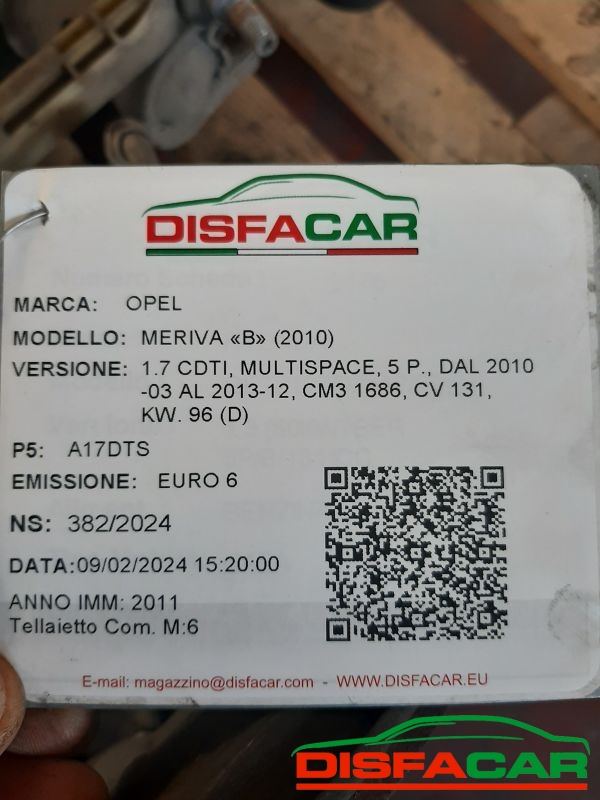 DISFACAR
MARCA: OPEL
MODELLO: MERIVA «B» (2010)
VERSIONE: 1.7 CDTI, MULTISPACE, 5 P., DAL 2010
-03 AL 2013-12, CM3 1686, CV 131,
KW. 96 (D)
P5: A17DTS
EMISSIONE: EURO 6
NS: 382/2024
DATA:09/02/2024 15:20:00
ANNO IMM: 2011
Tellaietto Com. M:6
E-mail: magazzino@disfacar.com - WWW.DISFACAR.EU
DISFACAR